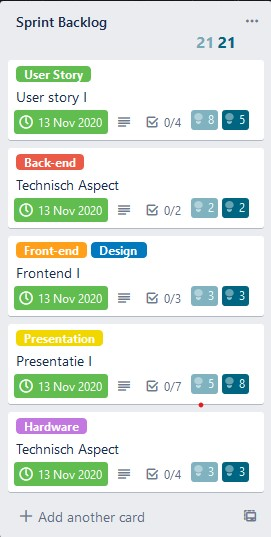 Sprint Backlog
21 21
User Story
User story I
13 Nov 2020 0/4 8 5
Back-end
Technisch Aspect
13 Nov 2020 0/2 2 2
Front-end Design
Frontend I
13 Nov 2020 0/3 3 3
Presentation
Presentatie I
13 Nov 2020 0/7 5 8
Hardware
Technisch Aspect
13 Nov 2020 0/4 3 3
Add another card